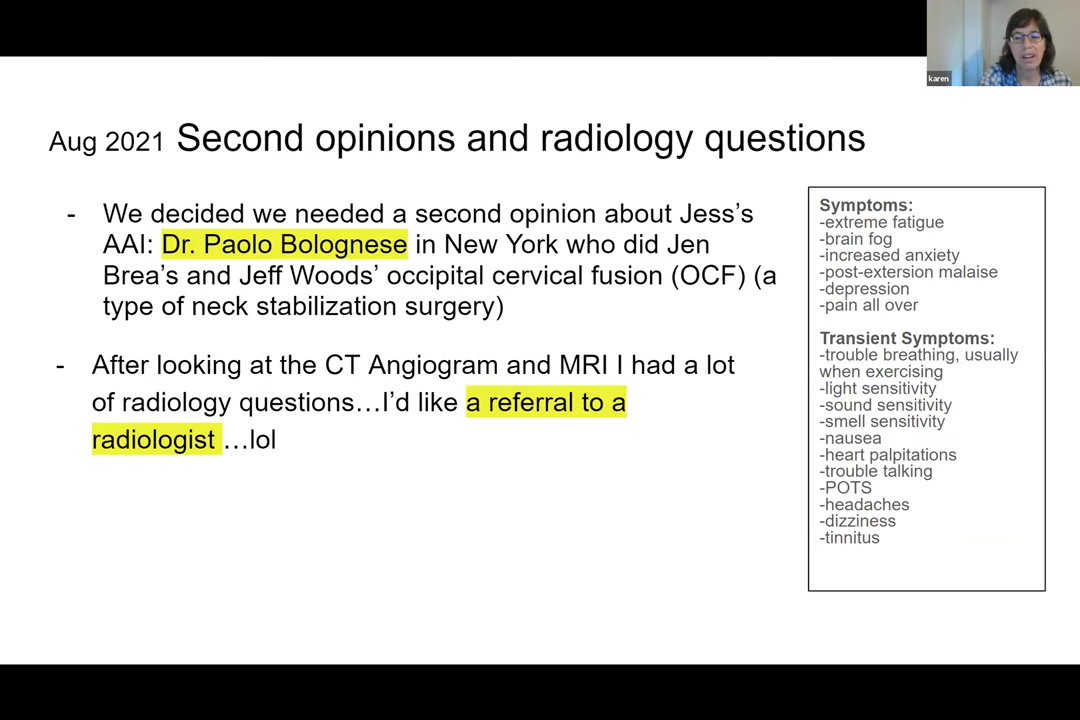 karen
Aug 2021 Second opinions and radiology questions
- We decided we needed a second opinion about Jess’s
AAI: Dr. Paolo Bolognese in New York who did Jen
Brea’s and Jeff Woods’ occipital cervical fusion (OCF) (a
type of neck stabilization surgery)
- After looking at the CT Angiogram and MRI I had a lot
of radiology questions…I’d like a referral to a
radiologist …lol
Symptoms:
-extreme fatigue
-brain fog
-increased anxiety
-post-extersion malaise
-depression
-pain all over
Transient Symptoms:
-trouble breathing, usually
when exercising
-light sensitivity
-sound sensitivity
-smell sensitivity
-nausea
-heart palpitations
-trouble talking
-POTS
-headaches
-dizziness
-tinnitus